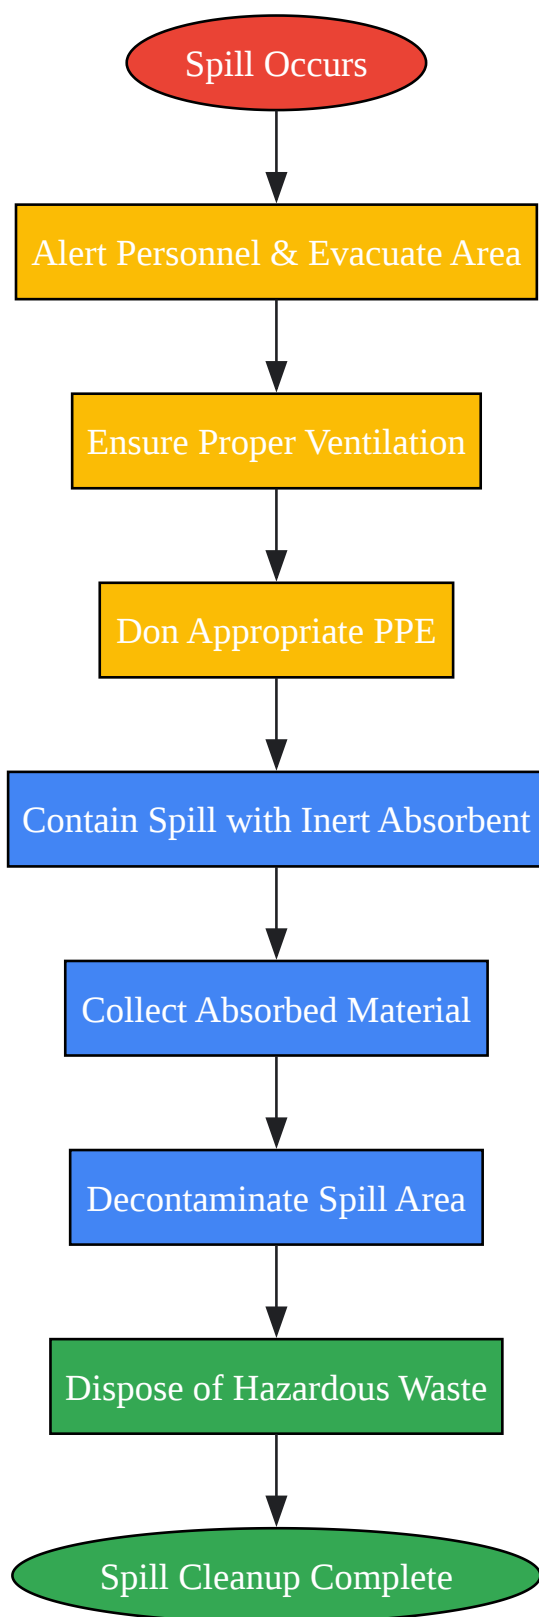 Spill Occurs
Alert Personnel & Evacuate Area
Ensure Proper Ventilation
Don Appropriate PPE
Contain Spill with Inert Absorbent
Collect Absorbed Material
Decontaminate Spill Area
Dispose of Hazardous Waste
Spill Cleanup Complete